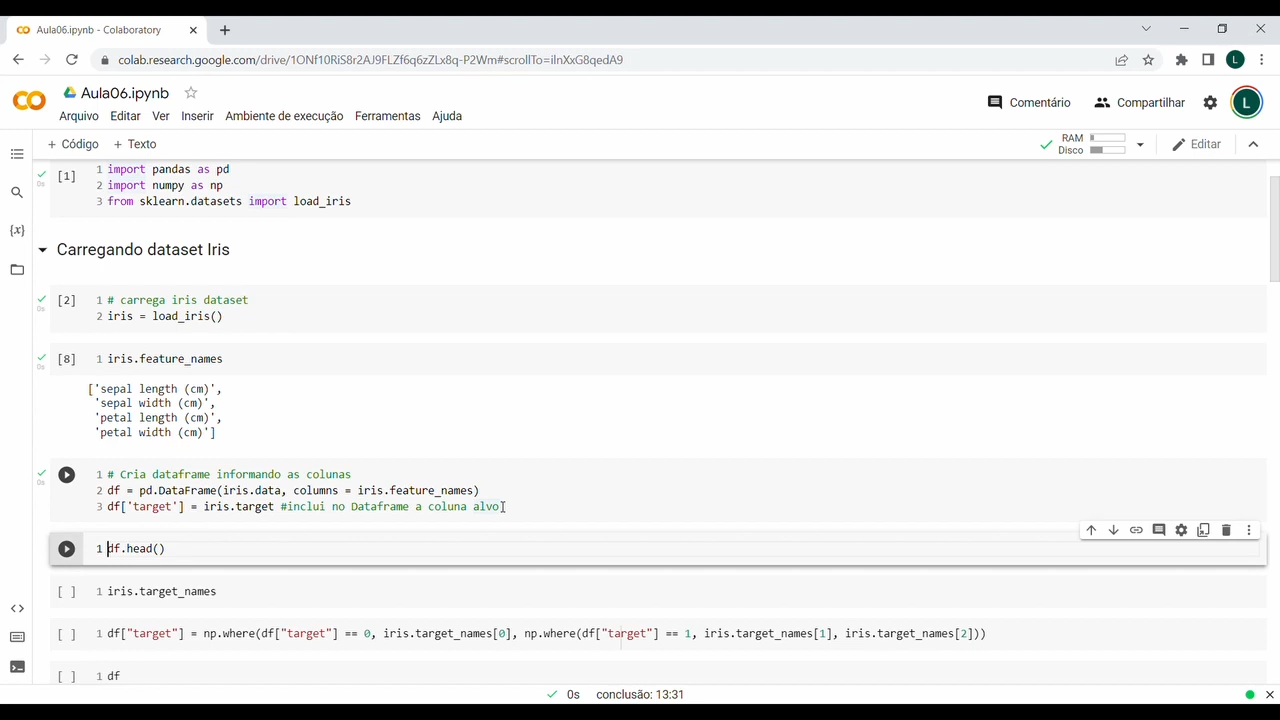 Aula06.ipynb - Colaboratory
colab.research.google.com/drive/1ONf10RiS8r2AJ9FLZf6q6zZLx8q-P2Wm#scrollTo=iInYxG8qedA9
L
Aula06.ipynb
Comentário
Compartilhar
L
Arquivo Editar Ver Inserir Ambiente de execução Ferramentas Ajuda
+ Código + Texto
RAM
Disco
Editar
[1] 1 import pandas as pd
0s
2 import numpy as np
3 from sklearn.datasets import load_iris
Carregando dataset Iris
[2] 1 # carrega iris dataset
0s
2 iris = load_iris()
[8] 1 iris.feature_names
0s
['sepal length (cm)',
'sepal width (cm)',
'petal length (cm)',
'petal width (cm)']
1 # Cria dataframe informando as colunas
0s
2 df = pd.DataFrame(iris.data, columns = iris.feature_names)
3 df['target'] = iris.target #inclui no Dataframe a coluna alvo
1 df.head()
[ ] 1 iris.target_names
[ ] 1 df["target"] = np.where(df["target"] == 0, iris.target_names[0], np.where(df["target"] == 1, iris.target_names[1], iris.target_names[2]))
[ ] 1 df
0s conclusão: 13:31